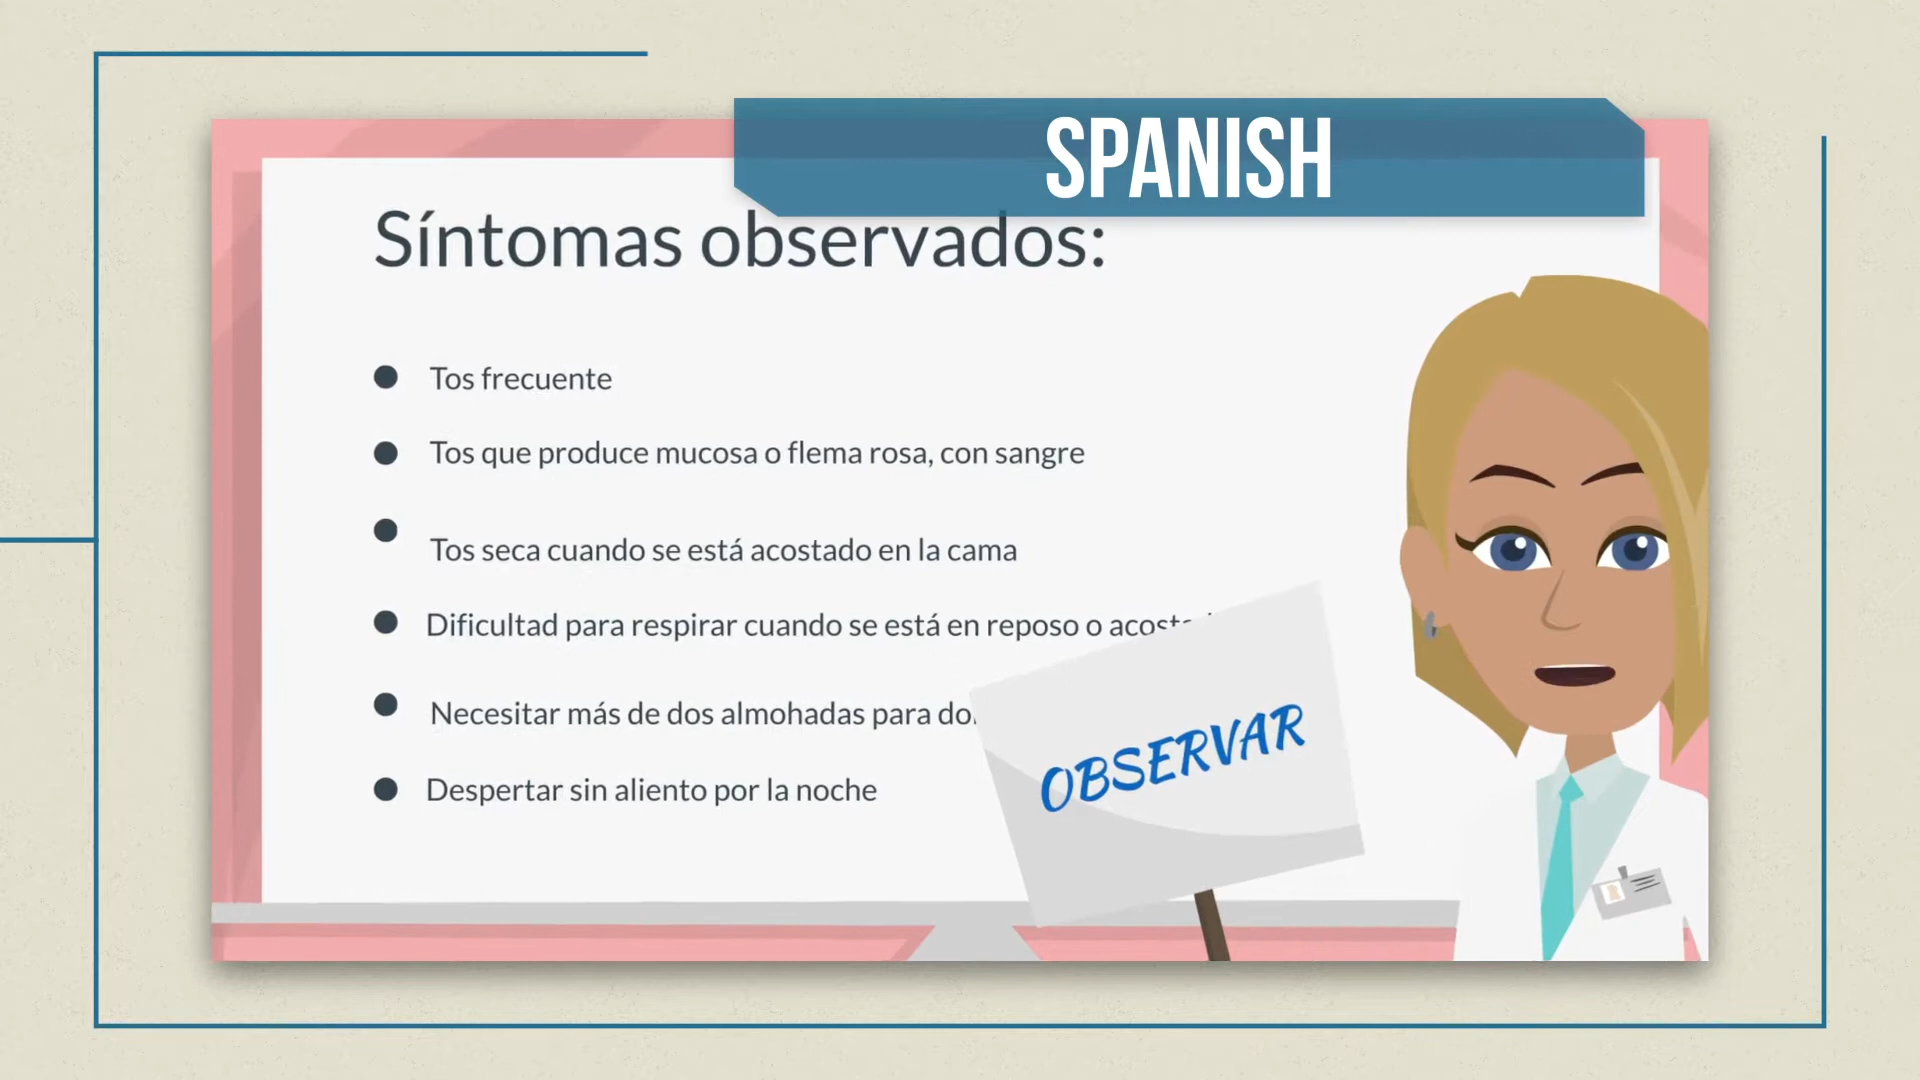 SPANISH
Síntomas observados:
Tos frecuente
Tos que produce mucosa o flema rosa, con sangre
Tos seca cuando se está acostado en la cama
Dificultad para respirar cuando se está en reposo o
Necesitar más de dos almohadas para
OBSERVAR
Despertar sin aliento por la noche